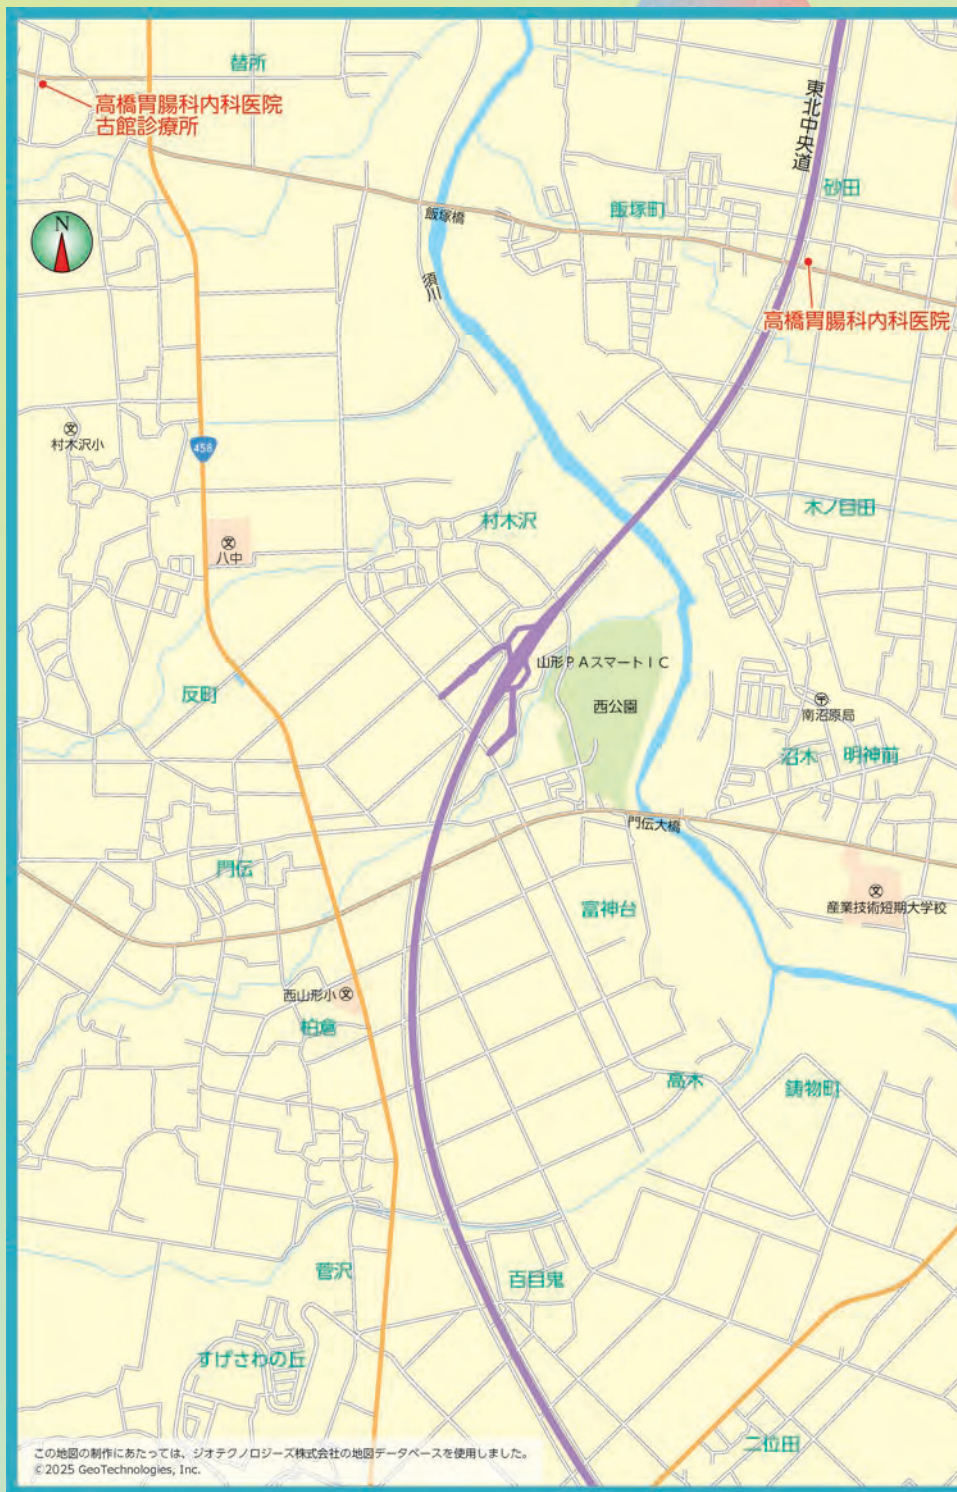 替所
高橋胃腸科内科医院
古館診療所
東北中央道
砂田
N
飯塚橋
飯塚町
須川
高橋胃腸科内科医院
文
村木沢小
458
木ノ目田
村木沢
文
八中
山形PAスマートIC
反町
西公園
〒
南沼原局
沼木
明神前
門伝大橋
門伝
文
産業技術短期大学校
富神台
西山形小
文
柏倉
高木
鋳物町
菅沢
百目鬼
すげさわの丘
二位田
この地図の制作にあたっては、ジオテクノロジーズ株式会社の地図データベースを使用しました。
©2025 GeoTechnologies, Inc.